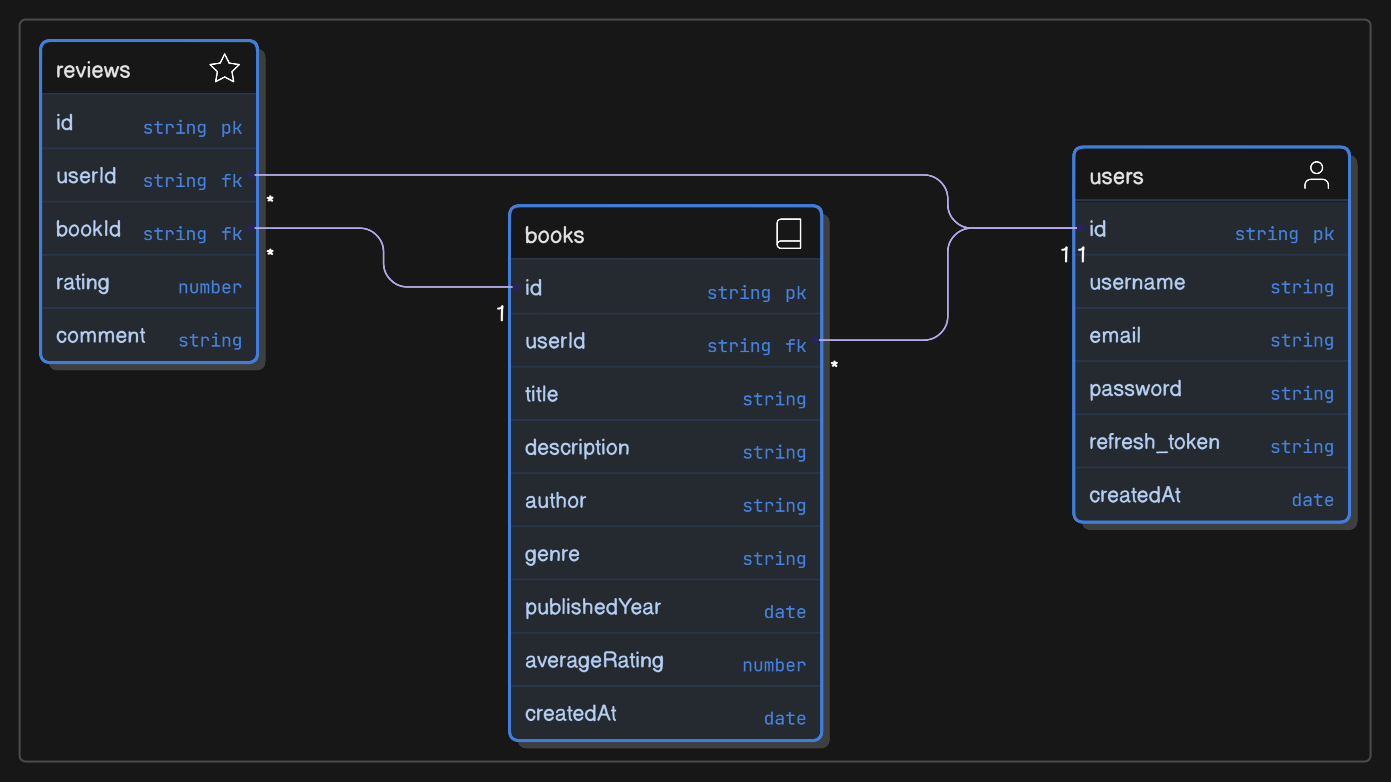 reviews
id string pk
userId string fk
*
bookId string fk
*
rating number
comment string
books
id string pk
1
userId string fk
*
title string
description string
author string
genre string
publishedYear date
averageRating number
createdAt date
users
id string pk
1 1
username string
email string
password string
refresh_token string
createdAt date